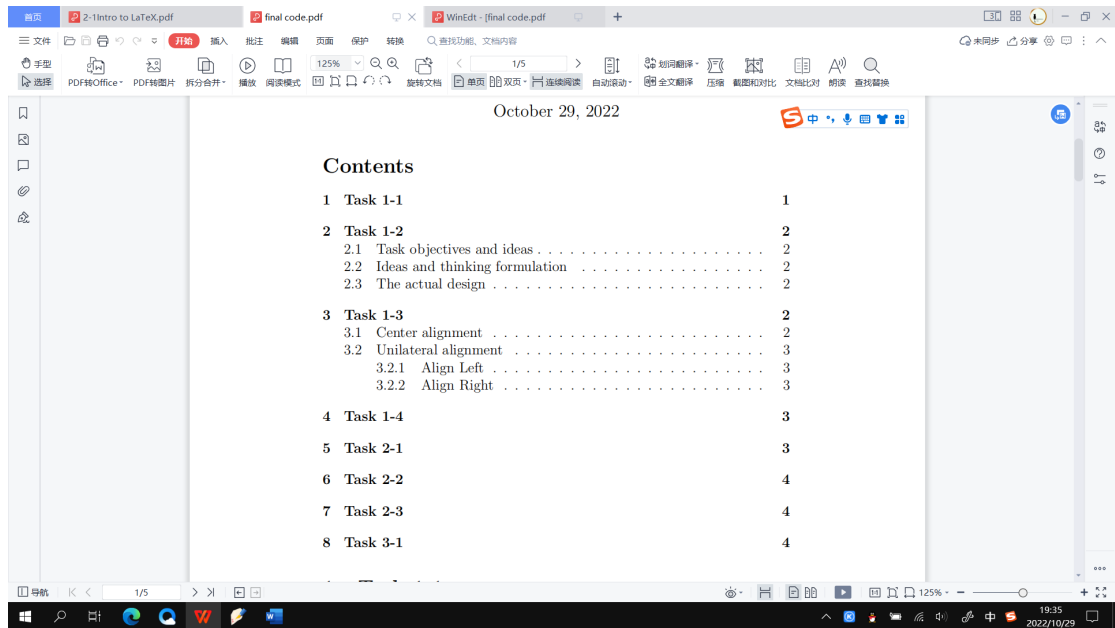 首页 2-1Intro to LaTeX.pdf final code.pdf WinEdt - [final code.pdf +
三 文件 开始 插入 批注 编辑 页面 保护 转换 查找功能、文档内容 未同步 分享
手型 125% 1/5 划词翻译
选择 PDF转Office PDF转图片 拆分合并 播放 阅读模式 旋转文档 单页 双页 连续阅读 自动滚动 全文翻译 压缩 截图和对比 文档比对 朗读 查找替换
October 29, 2022
中
Contents
1 Task 1-1 1
2 Task 1-2 2
2.1 Task objectives and ideas . . . . . . . . . . . . . . . . . . . . . . 2
2.2 Ideas and thinking formulation . . . . . . . . . . . . . . . . . . 2
2.3 The actual design . . . . . . . . . . . . . . . . . . . . . . . . . . 2
3 Task 1-3 2
3.1 Center alignment . . . . . . . . . . . . . . . . . . . . . . . . . . 2
3.2 Unilateral alignment . . . . . . . . . . . . . . . . . . . . . . . . 3
3.2.1 Align Left . . . . . . . . . . . . . . . . . . . . . . . . . . 3
3.2.2 Align Right . . . . . . . . . . . . . . . . . . . . . . . . . 3
4 Task 1-4 3
5 Task 2-1 3
6 Task 2-2 4
7 Task 2-3 4
8 Task 3-1 4
导航 1/5 125%
中 19:35
2022/10/29